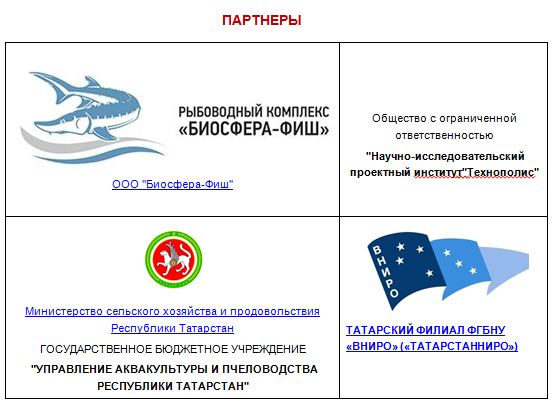 ПАРТНЕРЫ
РЫБОВОДНЫЙ КОМПЛЕКС
«БИОСФЕРА-ФИШ»
ООО "Биосфера-Фиш"
Общество с ограниченной
ответственностью
"Научно-исследовательский
проектный институт"Технополис"
Министерство сельского хозяйства и продовольствия
Республики Татарстан
ГОСУДАРСТВЕННОЕ БЮДЖЕТНОЕ УЧРЕЖДЕНИЕ
"УПРАВЛЕНИЕ АКВАКУЛЬТУРЫ И ПЧЕЛОВОДСТВА
РЕСПУБЛИКИ ТАТАРСТАН"
ВНИРО
ТАТАРСКИЙ ФИЛИАЛ ФГБНУ
«ВНИРО» («ТАТАРСТАННИРО»)